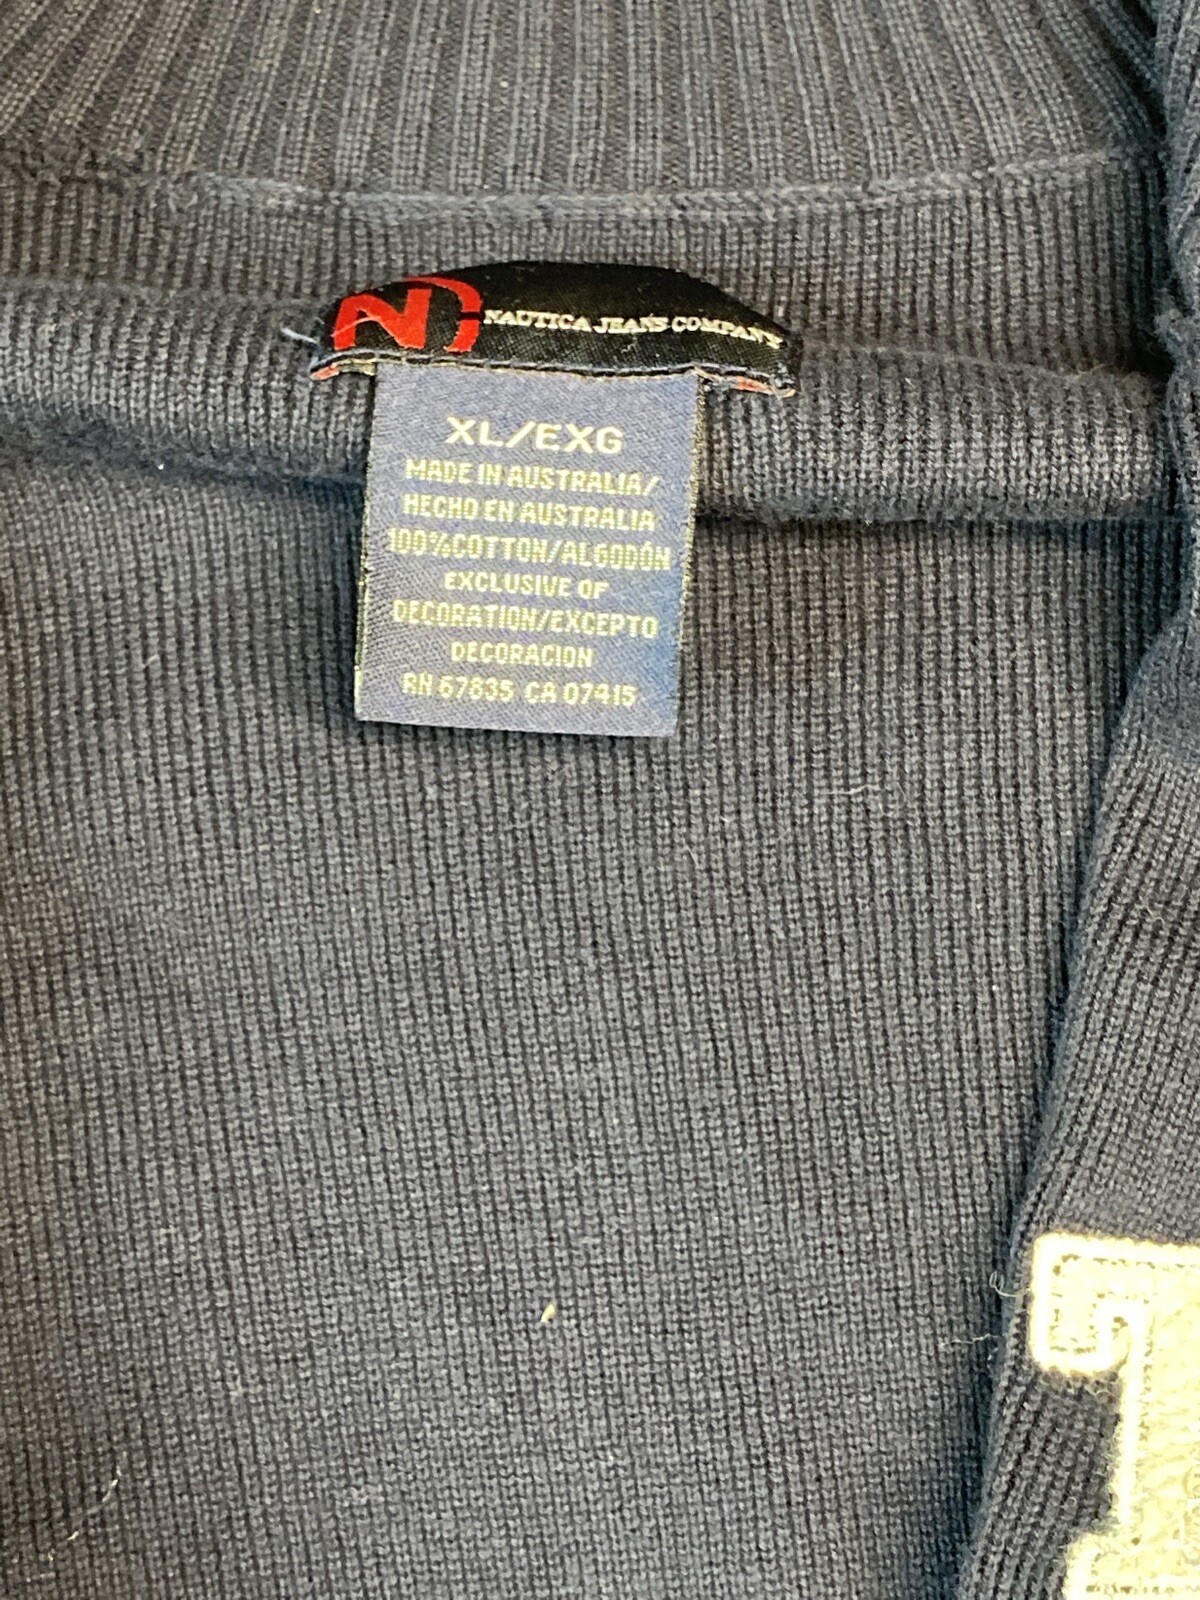 N NAUTICA JEANS COMPANY
XL/EXG
MADE IN AUSTRALIA/
HECHO EN AUSTRALIA
100%COTTON/ALGODÓN
EXCLUSIVE OF
DECORATION/EXCEPTO
DECORACION
RN 67835 CA 07415